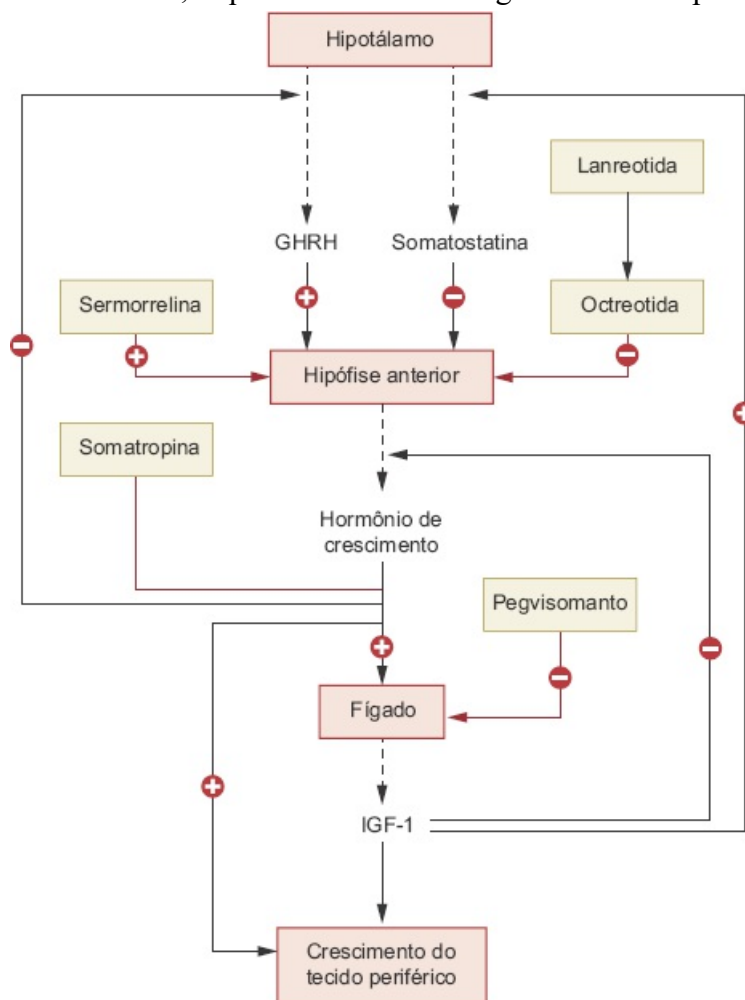 Hipotálamo
Lanreotida
GHRH
Somatostatina
Sermorrelina
Octreotida
Hipófise anterior
Somatropina
Hormônio de
crescimento
Pegvisomanto
Fígado
IGF-1
Crescimento do
tecido periférico